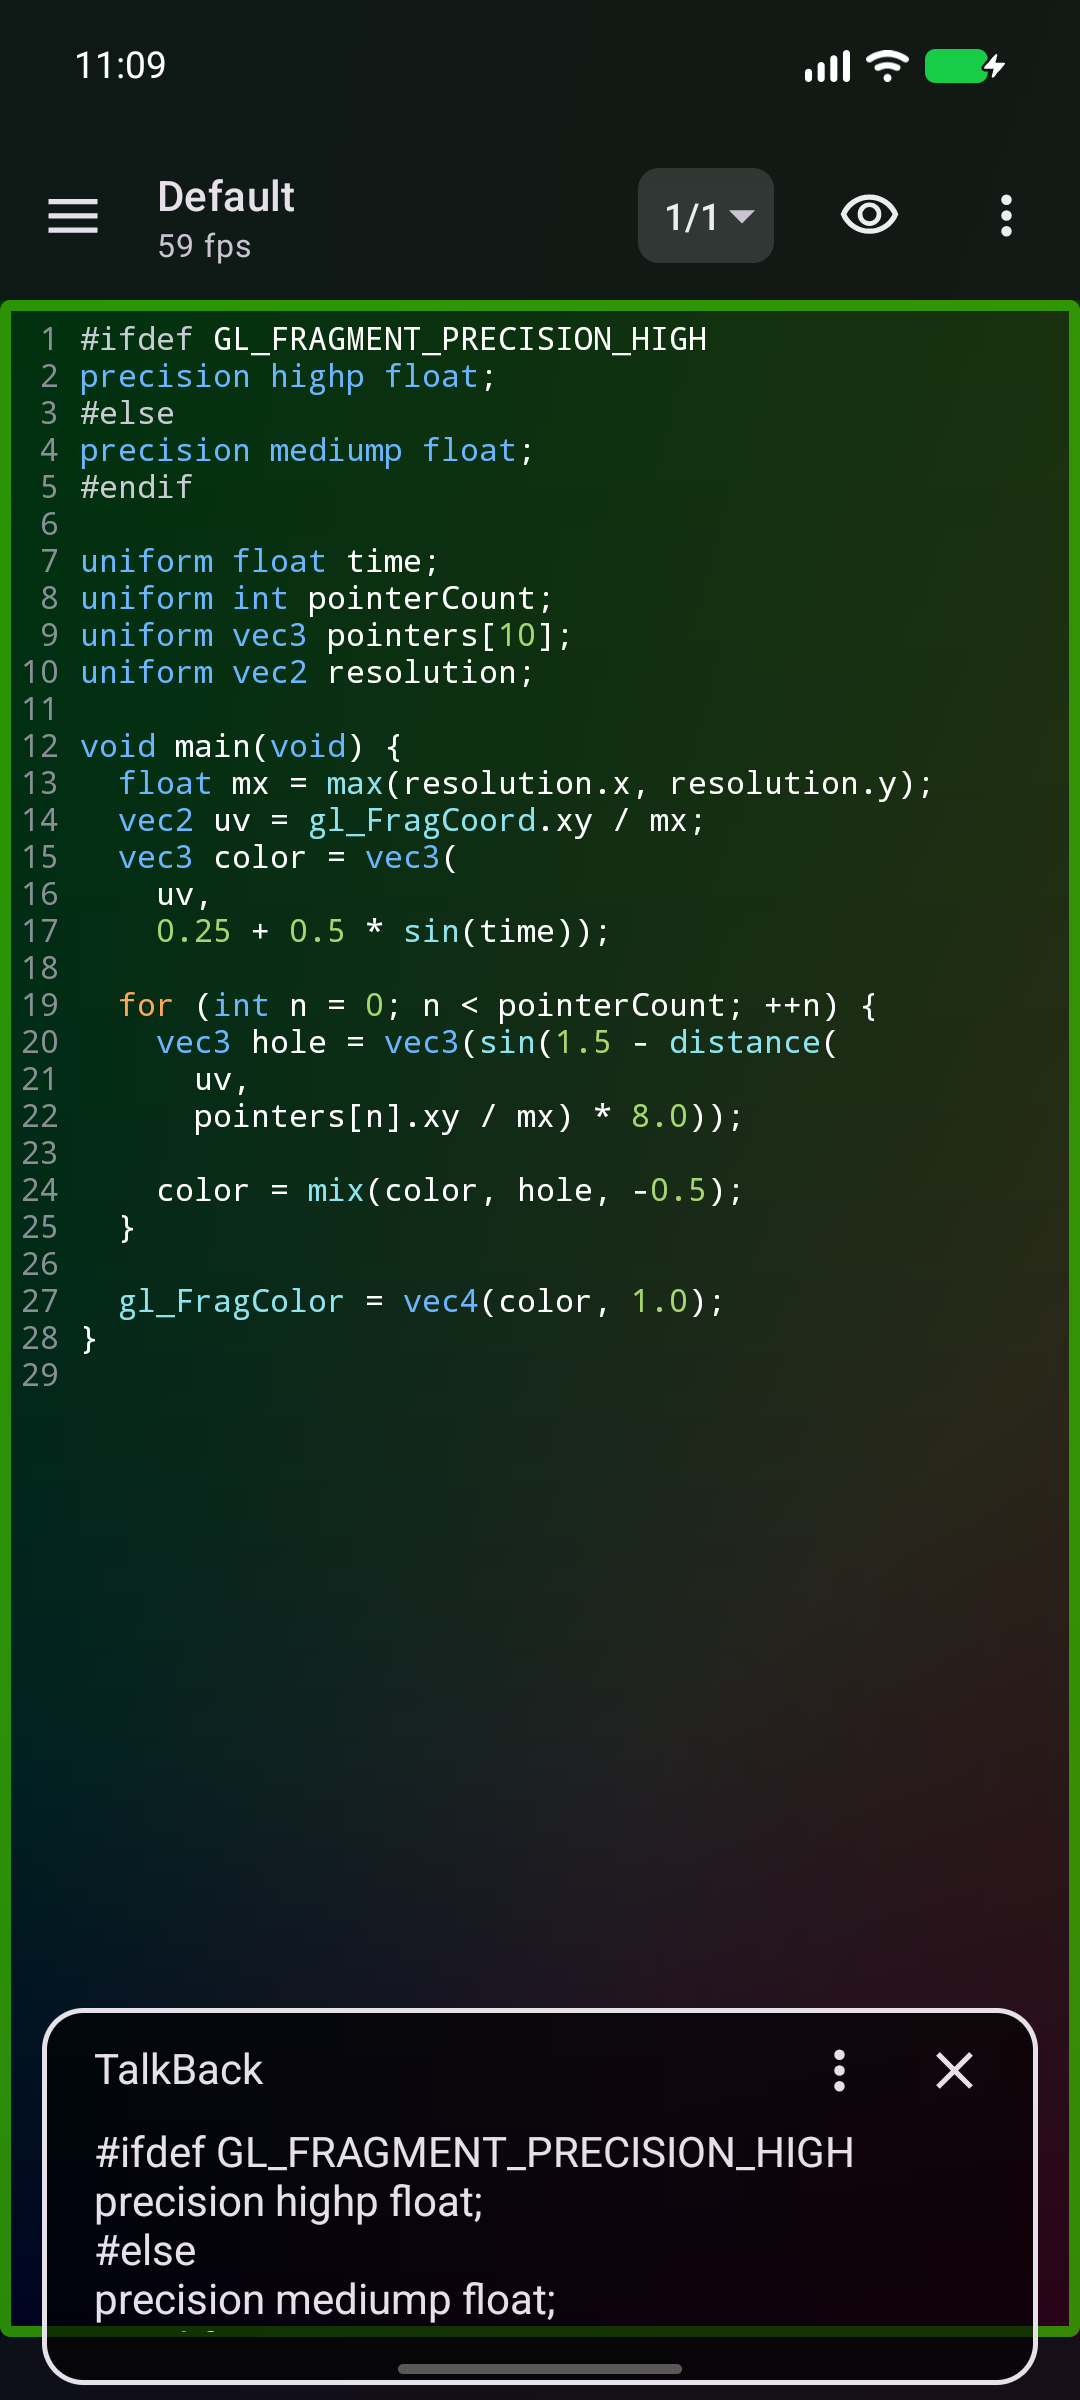 11:09
Default
59 fps
1/1
1 #ifdef GL_FRAGMENT_PRECISION_HIGH
2 precision highp float;
3 #else
4 precision mediump float;
5 #endif
6
7 uniform float time;
8 uniform int pointerCount;
9 uniform vec3 pointers[10];
10 uniform vec2 resolution;
11
12 void main(void) {
13   float mx = max(resolution.x, resolution.y);
14   vec2 uv = gl_FragCoord.xy / mx;
15   vec3 color = vec3(
16     uv,
17     0.25 + 0.5 * sin(time));
18
19   for (int n = 0; n < pointerCount; ++n) {
20     vec3 hole = vec3(sin(1.5 - distance(
21       uv,
22       pointers[n].xy / mx) * 8.0));
23
24     color = mix(color, hole, -0.5);
25   }
26
27   gl_FragColor = vec4(color, 1.0);
28 }
29
TalkBack
#ifdef GL_FRAGMENT_PRECISION_HIGH
precision highp float;
#else
precision mediump float;